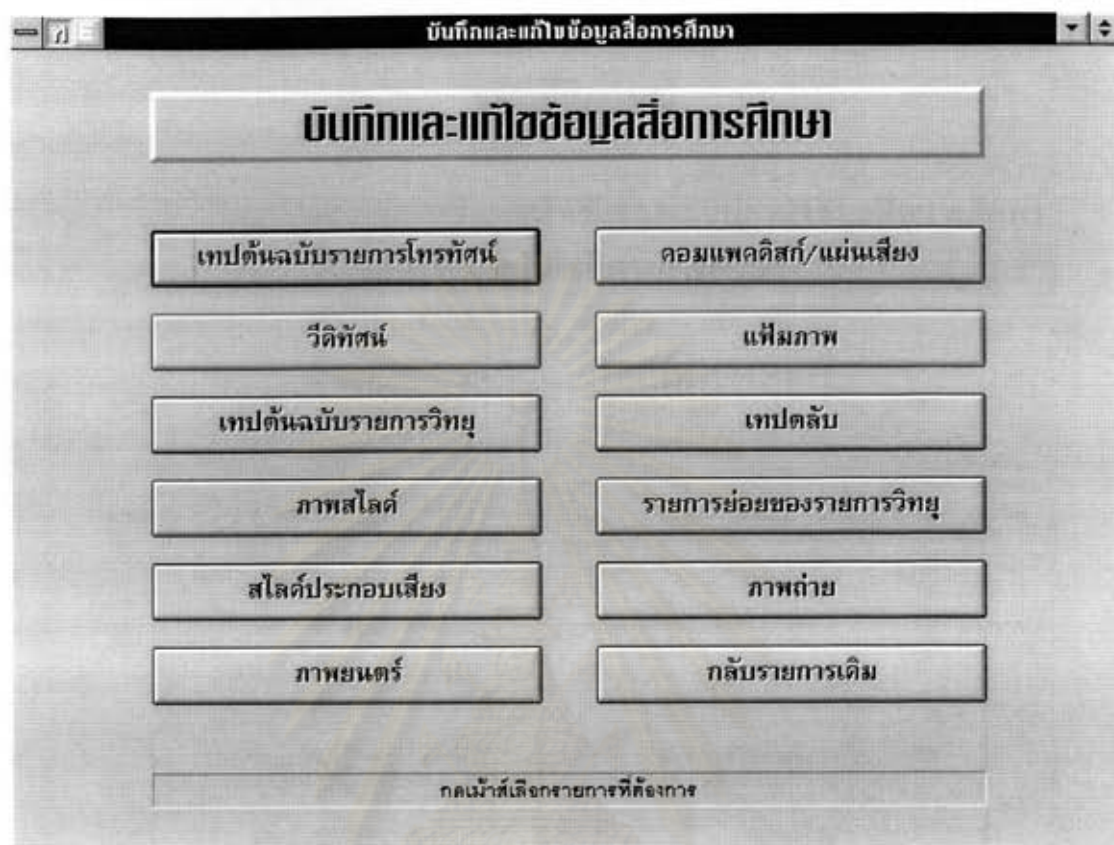 บันทึกและแก้ไขข้อมูลสื่อการศึกษา
บันทึกและแก้ไขข้อมูลสื่อการศึกษา
เทปต้นฉบับรายการโทรทัศน์
คอมแพคดิสก์/แผ่นเสียง
วีดิทัศน์
แฟ้มภาพ
เทปต้นฉบับรายการวิทยุ
เทปตลับ
ภาพสไลด์
รายการย่อยของรายการวิทยุ
สไลด์ประกอบเสียง
ภาพถ่าย
ภาพยนตร์
กลับรายการเดิม
กดเม้าส์เลือกรายการที่ต้องการ